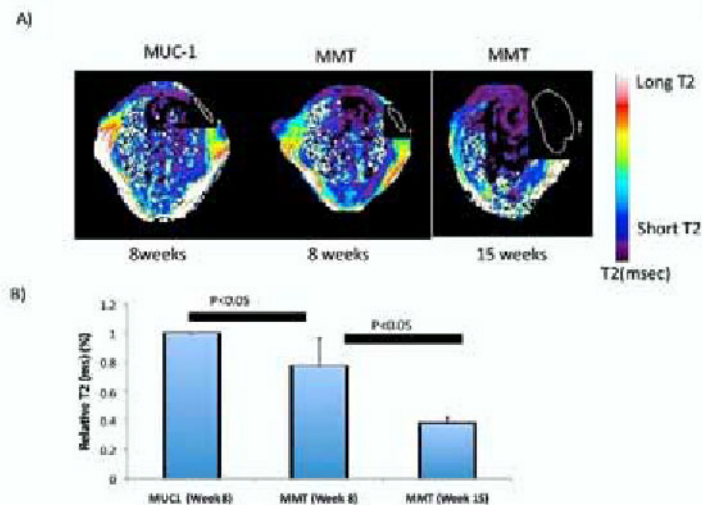 A)
MUC-1 MMT MMT
Long T2
Short T2
T2(msec)
8weeks 8 weeks 15 weeks
B)
P<0.05
P<0.05
Relative T2 (ms) (%)
1.2
1
0.8
0.6
0.4
0.2
0
MUC1 (Week 8) MMT (Week 8) MMT (Week 15)